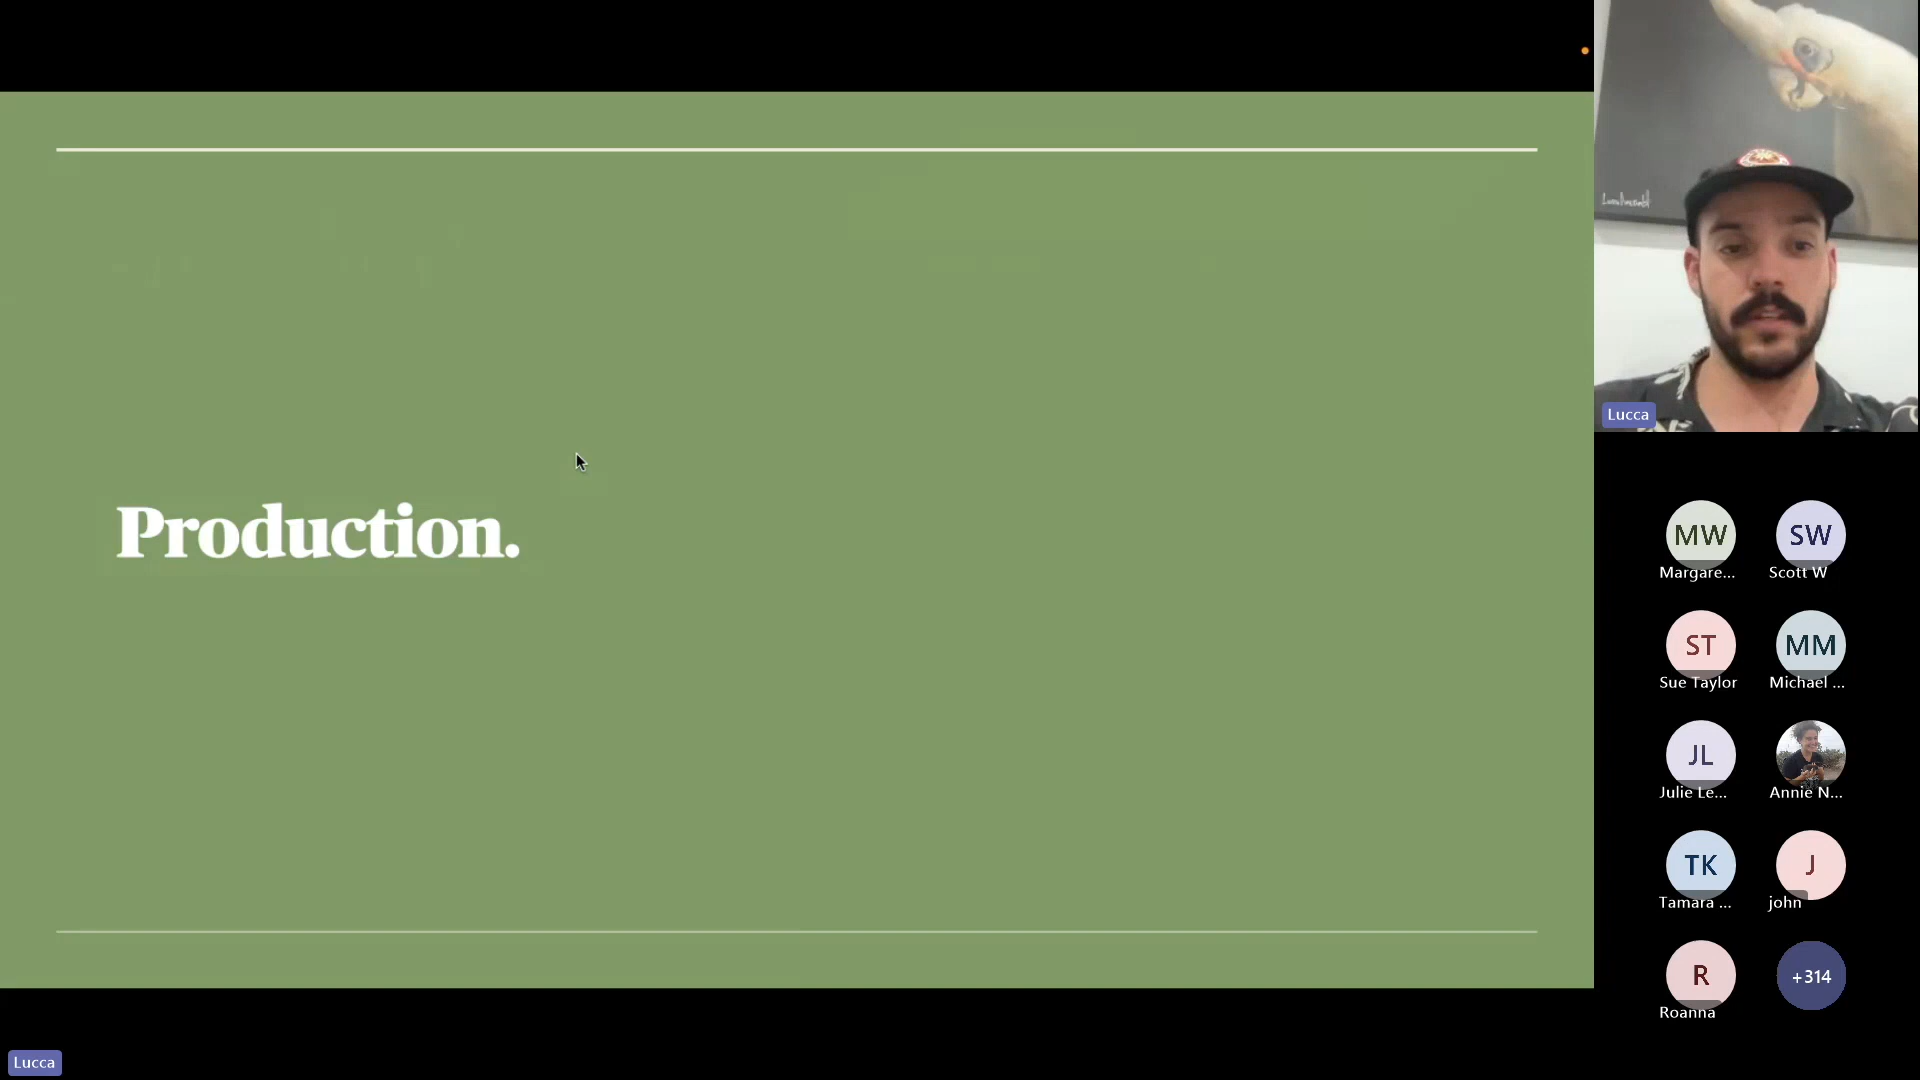 Production.
Lucca
MW
Margare...
SW
Scott W
ST
Sue Taylor
MM
Michael ...
JL
Julie Le...
Annie N...
TK
Tamara ...
J
john
R
Roanna
+314
Lucca